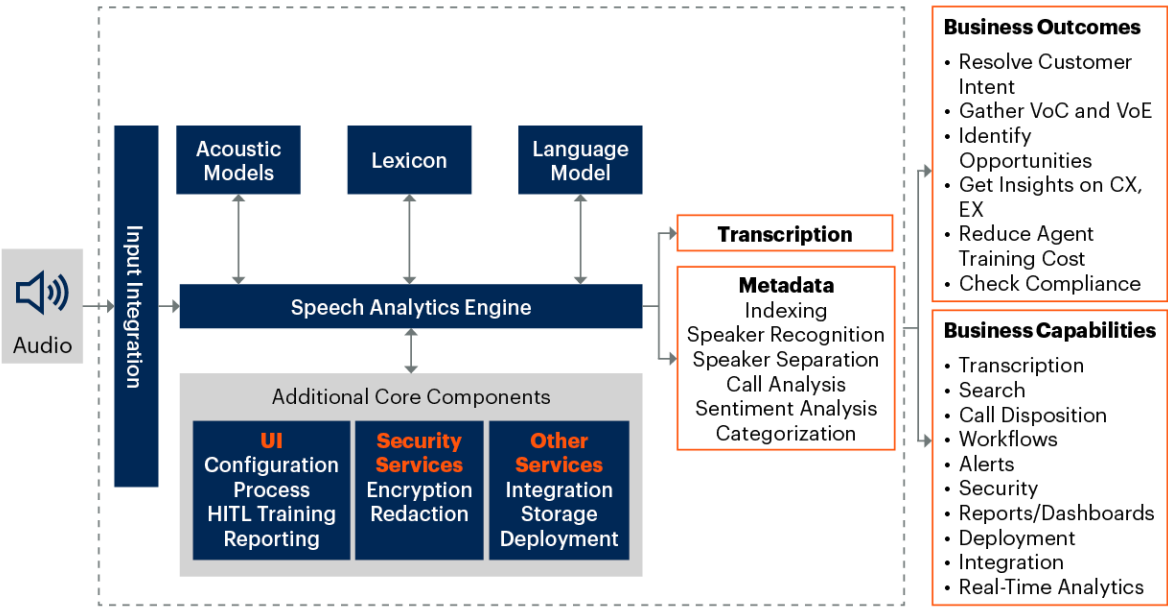 Audio
Input Integration
Acoustic
Models
Lexicon
Language
Model
Speech Analytics Engine
Additional Core Components
UI
Configuration
Process
HITL Training
Reporting
Security
Services
Encryption
Redaction
Other
Services
Integration
Storage
Deployment
Transcription
Metadata
Indexing
Speaker Recognition
Speaker Separation
Call Analysis
Sentiment Analysis
Categorization
Business Outcomes
• Resolve Customer
Intent
• Gather VoC and VoE
• Identify
Opportunities
• Get Insights on CX,
EX
• Reduce Agent
Training Cost
• Check Compliance
Business Capabilities
• Transcription
• Search
• Call Disposition
• Workflows
• Alerts
• Security
• Reports/Dashboards
• Deployment
• Integration
• Real-Time Analytics